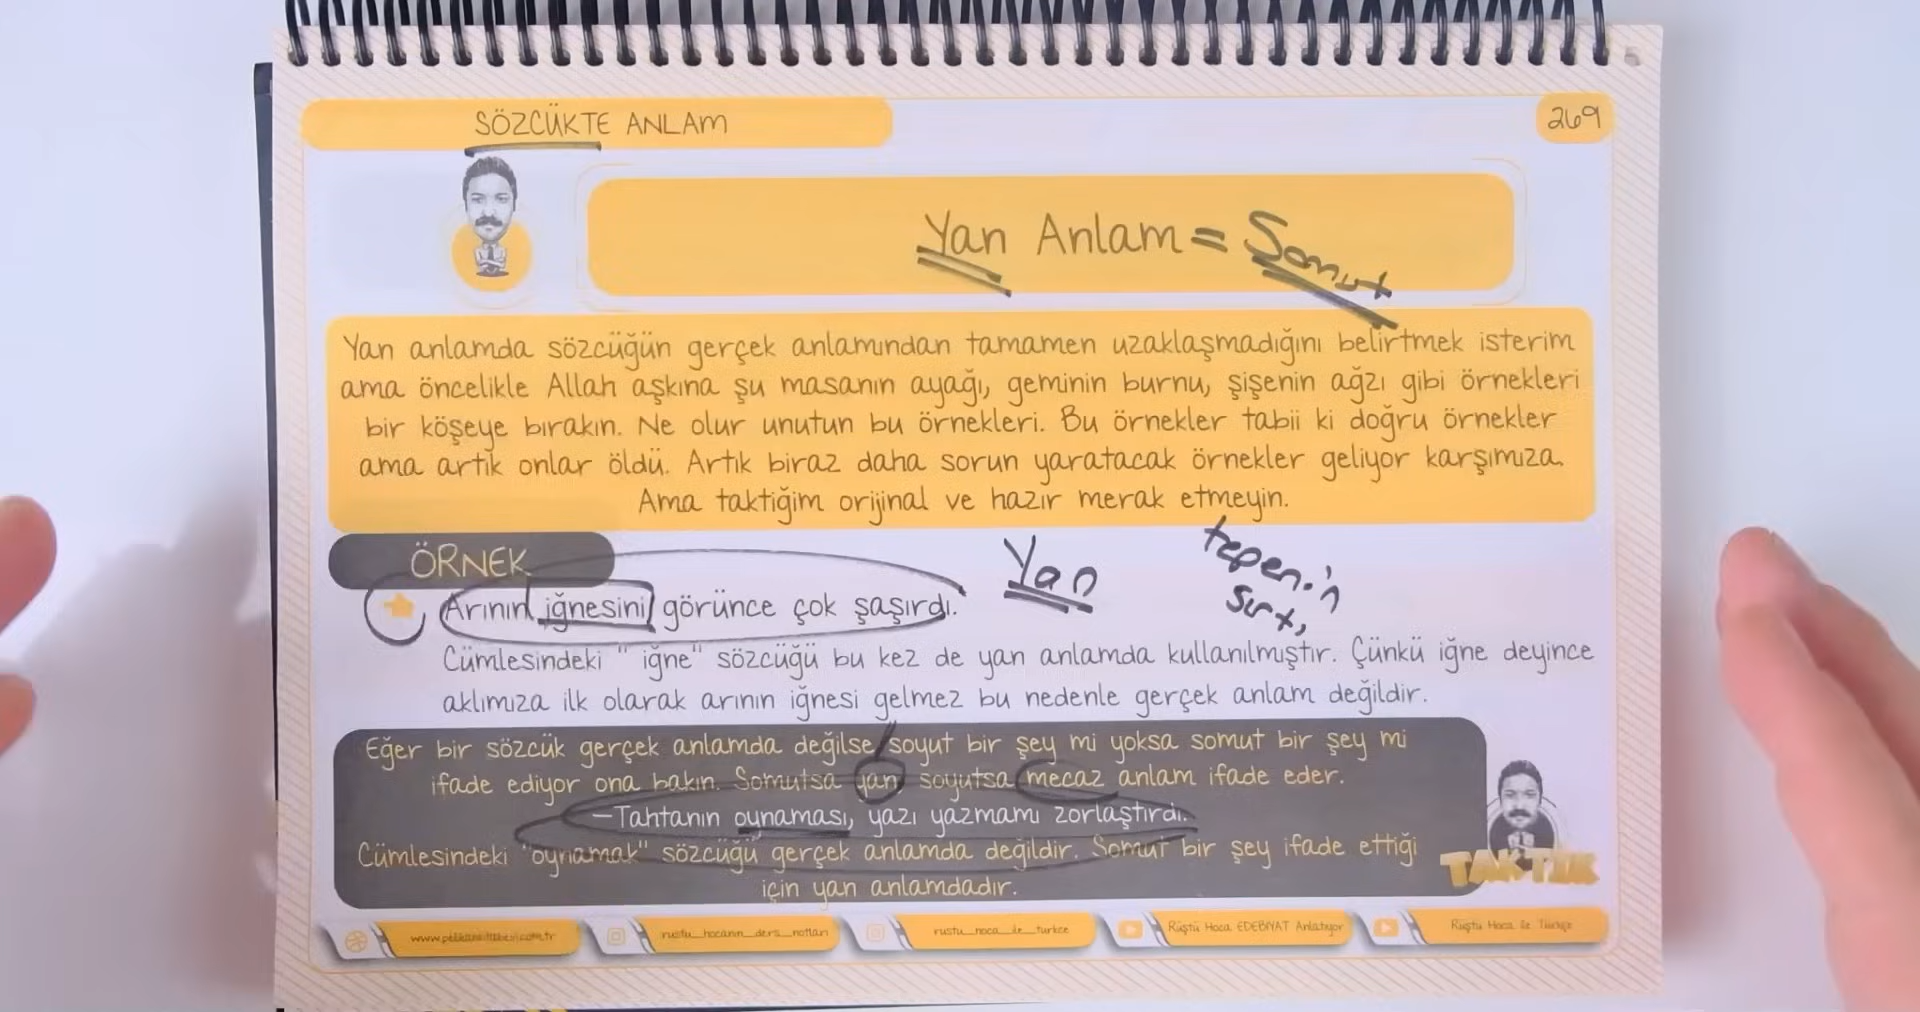 SÖZCÜKTE ANLAM
269
Yan Anlam = Somut
Yan anlamda sözcüğün gerçek anlamından tamamen uzaklaşmadığını belirtmek isterim
ama öncelikle Allah aşkına şu masanın ayağı, geminin burnu, şişenin ağzı gibi örnekleri
bir köşeye bırakın. Ne olur unutun bu örnekleri. Bu örnekler tabii ki doğru örnekler
ama artık onlar öldü. Artık biraz daha sorun yaratacak örnekler geliyor karşımıza.
Ama taktiğim orijinal ve hazır merak etmeyin.
ÖRNEK
Yan
tepenin
sırtı
Arının iğnesini görünce çok şaşırdı.
Cümlesindeki " iğne" sözcüğü bu kez de yan anlamda kullanılmıştır. Çünkü iğne deyince
aklımıza ilk olarak arının iğnesi gelmez bu nedenle gerçek anlam değildir.
Eğer bir sözcük gerçek anlamda değilse soyut bir şey mi yoksa somut bir şey mi
ifade ediyor ona bakın. Somutsa yan soyutsa mecaz anlam ifade eder.
-Tahtanın oynaması, yazı yazmamı zorlaştırdı.
Cümlesindeki "oynamak" sözcüğü gerçek anlamda değildir. Somut bir şey ifade ettiği
için yan anlamdadır.
TAKTİK
rustu_hocanın_ders_notları
rustu_hoca_ile_turkce
Rüştü Hoca EDEBİYAT Anlatıyor
Rüştü Hoca ile Türkçe